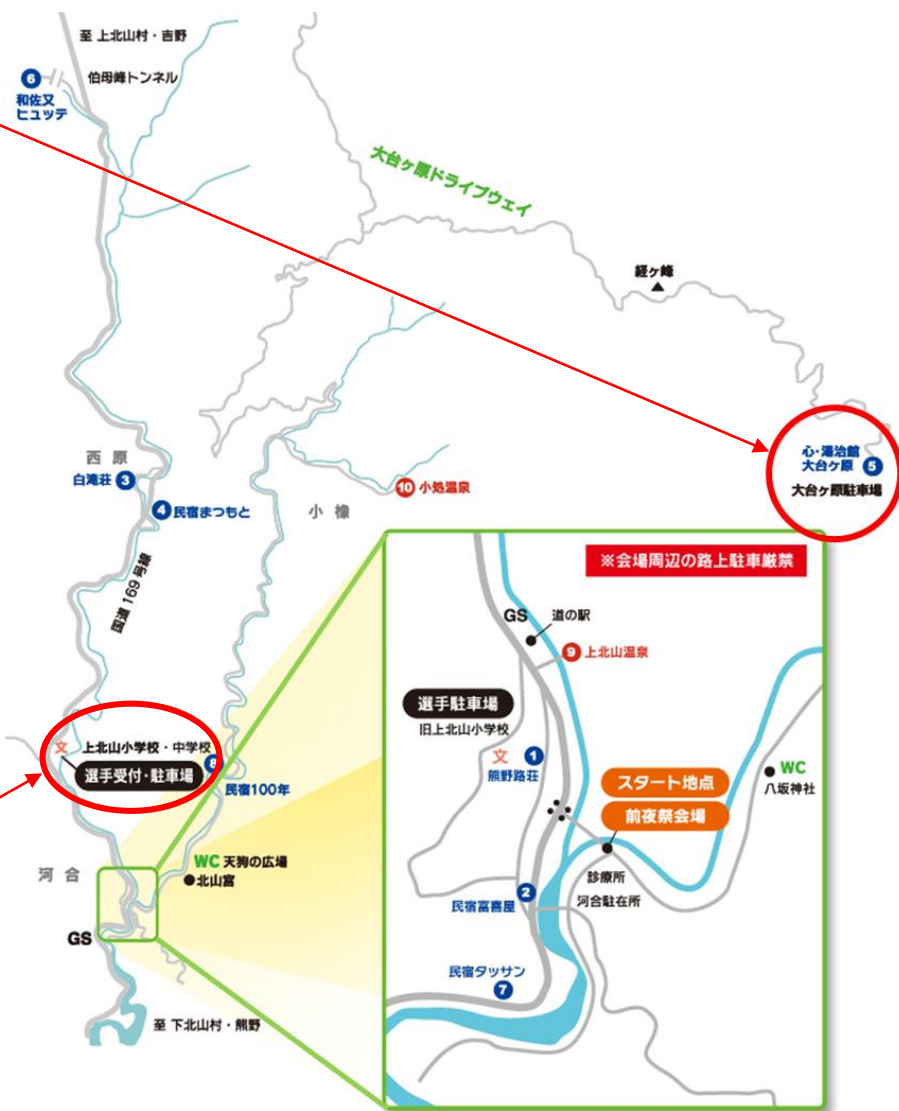 至 上北山村・吉野
伯母峰トンネル
6
和佐又
ヒュッテ
大台ヶ原ドライブウェイ
経ヶ峰
心・湯治館
大台ヶ原 5
大台ヶ原駐車場
西原
白滝荘 3
4 民宿まつもと
10 小処温泉
小橡
国道169号線
※会場周辺の路上駐車厳禁
GS 道の駅
9 上北山温泉
選手駐車場
旧上北山小学校
文 1
熊野路荘
スタート地点
前夜祭会場
WC
八坂神社
診療所
河合駐在所
2
民宿富喜屋
民宿タッサン
7
文 上北山小学校・中学校
選手受付・駐車場 8
民宿100年
河合
WC 天狗の広場
北山宮
GS
至 下北山村・熊野